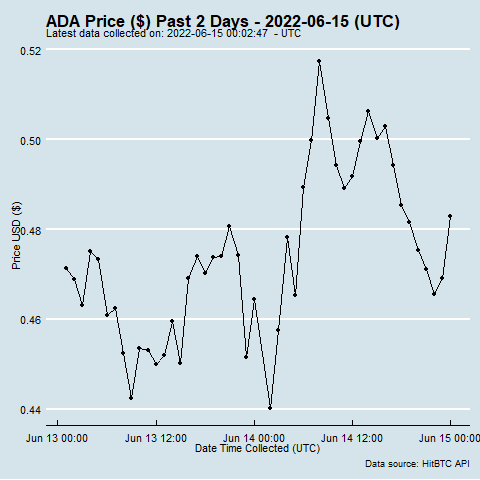 ADA Price ($) Past 2 Days - 2022-06-15 (UTC)
Latest data collected on: 2022-06-15 00:02:47 - UTC
0.52
0.50
0.48
0.46
0.44
Price USD ($)
Jun 13 00:00 Jun 13 12:00 Jun 14 00:00 Jun 14 12:00 Jun 15 00:00
Date Time Collected (UTC)
Data source: HitBTC API